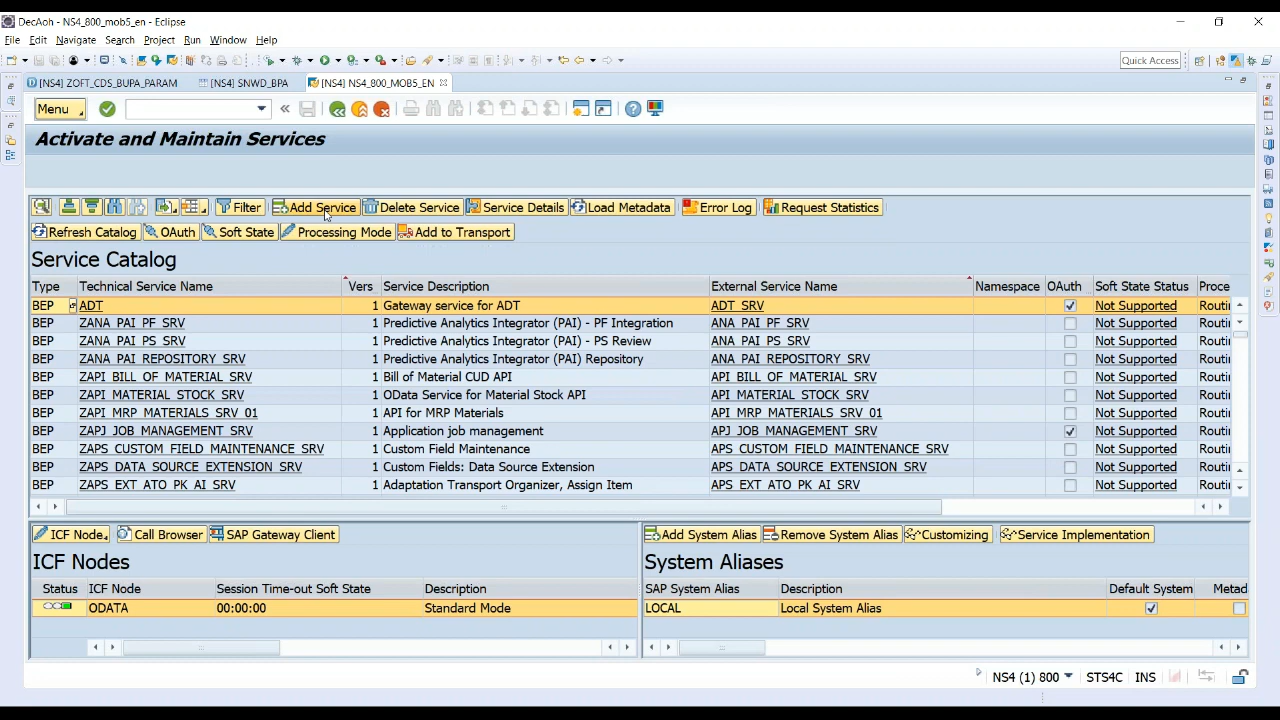 DecAoh - NS4_800_mob5_en - Eclipse
File Edit Navigate Search Project Run Window Help
Quick Access
[NS4] ZOFT_CDS_BUPA_PARAM [NS4] SNWD_BPA [NS4] NS4_800_MOB5_EN
Menu
Activate and Maintain Services
Filter Add Service Delete Service Service Details Load Metadata Error Log Request Statistics
Refresh Catalog OAuth Soft State Processing Mode Add to Transport
Service Catalog
Type Technical Service Name Vers Service Description External Service Name Namespace OAuth Soft State Status Proce
BEP ADT 1 Gateway service for ADT ADT_SRV Not Supported Routin
BEP ZANA_PAI_PF_SRV 1 Predictive Analytics Integrator (PAI) - PF Integration ANA_PAI_PF_SRV Not Supported Routin
BEP ZANA_PAI_PS_SRV 1 Predictive Analytics Integrator (PAI) - PS Review ANA_PAI_PS_SRV Not Supported Routin
BEP ZANA_PAI_REPOSITORY_SRV 1 Predictive Analytics Integrator (PAI) Repository ANA_PAI_REPOSITORY_SRV Not Supported Routin
BEP ZAPI_BILL_OF_MATERIAL_SRV 1 Bill of Material CUD API API_BILL_OF_MATERIAL_SRV Not Supported Routin
BEP ZAPI_MATERIAL_STOCK_SRV 1 OData Service for Material Stock API API_MATERIAL_STOCK_SRV Not Supported Routin
BEP ZAPI_MRP_MATERIALS_SRV_01 1 API for MRP Materials API_MRP_MATERIALS_SRV_01 Not Supported Routin
BEP ZAPJ_JOB_MANAGEMENT_SRV 1 Application job management APJ_JOB_MANAGEMENT_SRV Not Supported Routin
BEP ZAPS_CUSTOM_FIELD_MAINTENANCE_SRV 1 Custom Field Maintenance APS_CUSTOM_FIELD_MAINTENANCE_SRV Not Supported Routin
BEP ZAPS_DATA_SOURCE_EXTENSION_SRV 1 Custom Fields: Data Source Extension APS_DATA_SOURCE_EXTENSION_SRV Not Supported Routin
BEP ZAPS_EXT_ATO_PK_AI_SRV 1 Adaptation Transport Organizer, Assign Item APS_EXT_ATO_PK_AI_SRV Not Supported Routin
ICF Node Call Browser SAP Gateway Client Add System Alias Remove System Alias Customizing Service Implementation
ICF Nodes System Aliases
Status ICF Node Session Time-out Soft State Description SAP System Alias Description Default System Metad
ODATA 00:00:00 Standard Mode LOCAL Local System Alias
NS4 (1) 800 STS4C INS